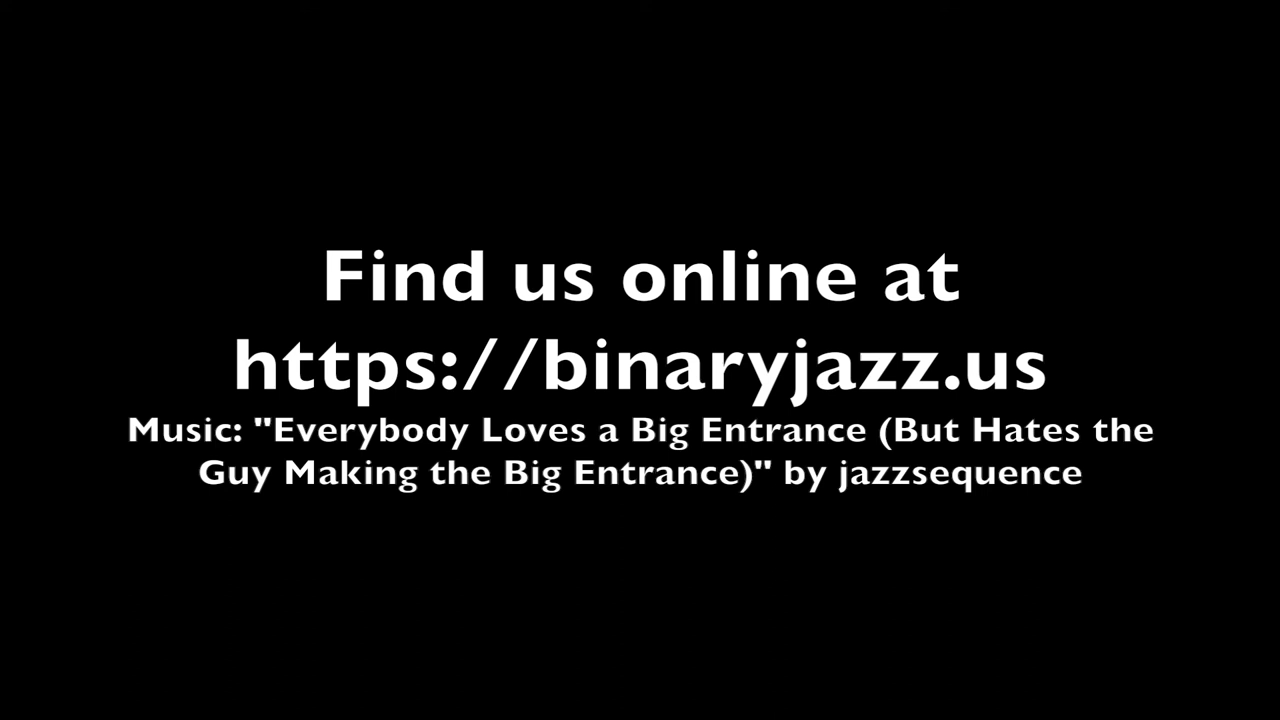 Find us online at
https://binaryjazz.us
Music: "Everybody Loves a Big Entrance (But Hates the
Guy Making the Big Entrance)" by jazzsequence